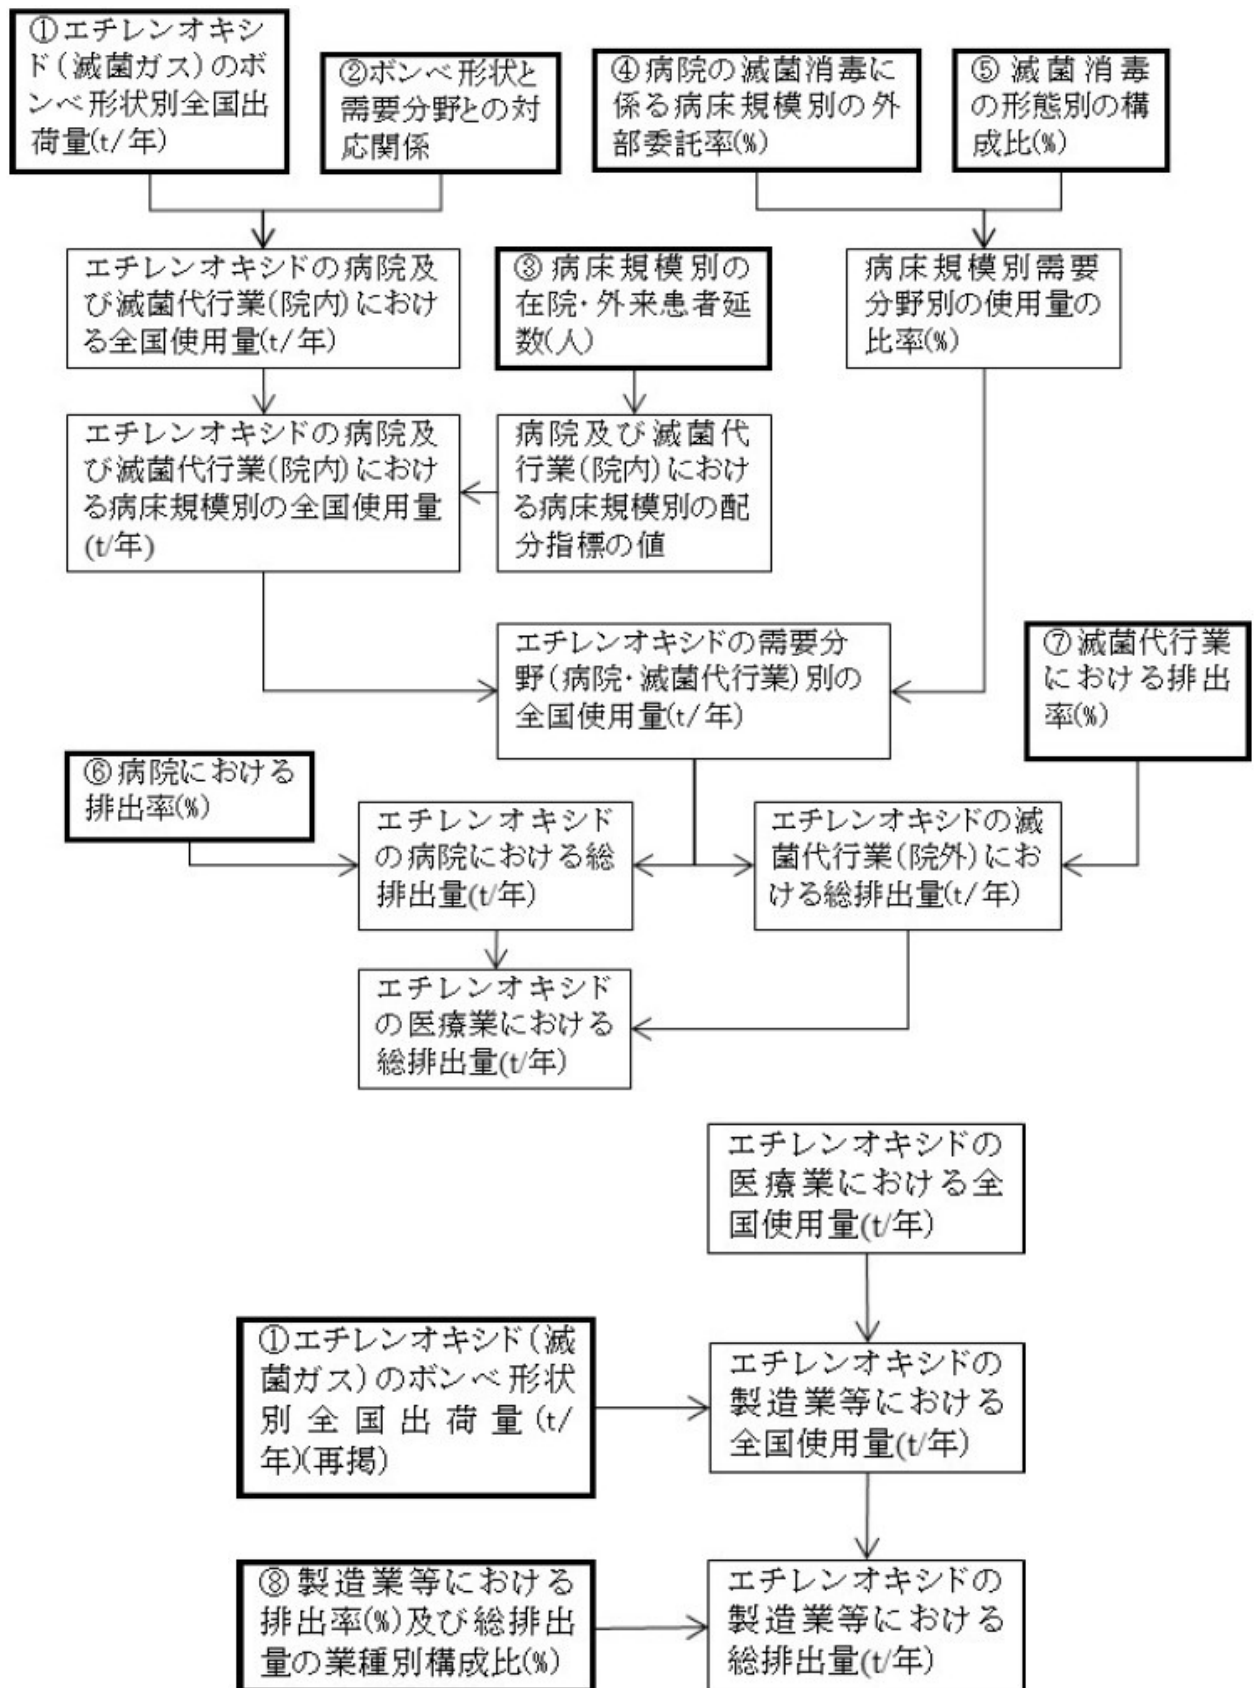 ①エチレンオキシ
ド(滅菌ガス)のボ
ンベ形状別全国出
荷量(t/年)
②ボンベ形状と
需要分野との対
応関係
④病院の滅菌消毒に
係る病床規模別の外
部委託率(%)
⑤滅菌消毒
の形態別の構
成比(%)
エチレンオキシドの病院及
び滅菌代行業(院内)におけ
る全国使用量(t/年)
③病床規模別の
在院・外来患者延
数(人)
病床規模別需要
分野別の使用量の
比率(%)
エチレンオキシドの病院及
び滅菌代行業(院内)におけ
る病床規模別の全国使用量
(t/年)
病院及び滅菌代
行業(院内)におけ
る病床規模別の配
分指標の値
エチレンオキシドの需要分
野(病院・滅菌代行業)別の
全国使用量(t/年)
⑦滅菌代行業
における排出
率(%)
⑥病院における
排出率(%)
エチレンオキシド
の病院における総
排出量(t/年)
エチレンオキシドの滅
菌代行業(院外)にお
ける総排出量(t/年)
エチレンオキシド
の医療業における
総排出量(t/年)
エチレンオキシドの
医療業における全
国使用量(t/年)
①エチレンオキシド(滅
菌ガス)のボンベ形状
別全国出荷量(t/
年)(再掲)
エチレンオキシドの
製造業等における
全国使用量(t/年)
⑧製造業等における
排出率(%)及び総排出
量の業種別構成比(%)
エチレンオキシドの
製造業等における
総排出量(t/年)